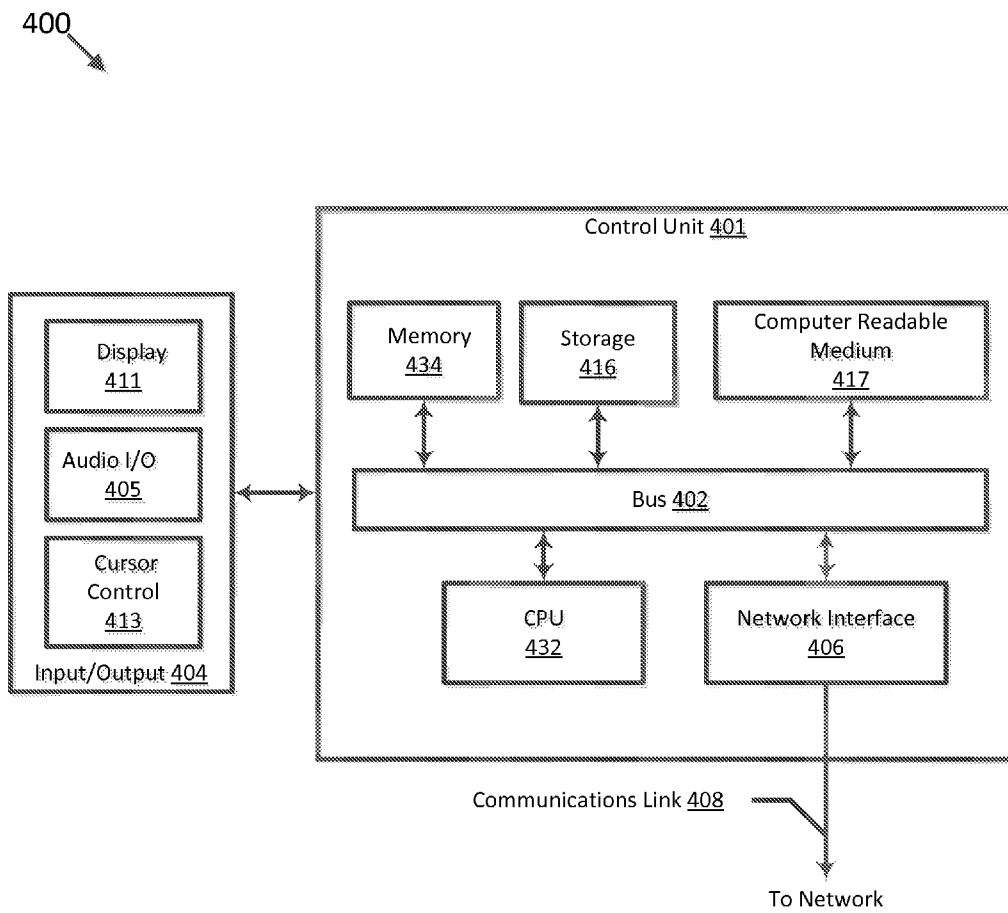 400
Control Unit 401
Memory
434
Storage
416
Computer Readable
Medium
417
Display
411
Audio I/O
405
Cursor
Control
413
Input/Output 404
Bus 402
CPU
432
Network Interface
406
Communications Link 408
To Network